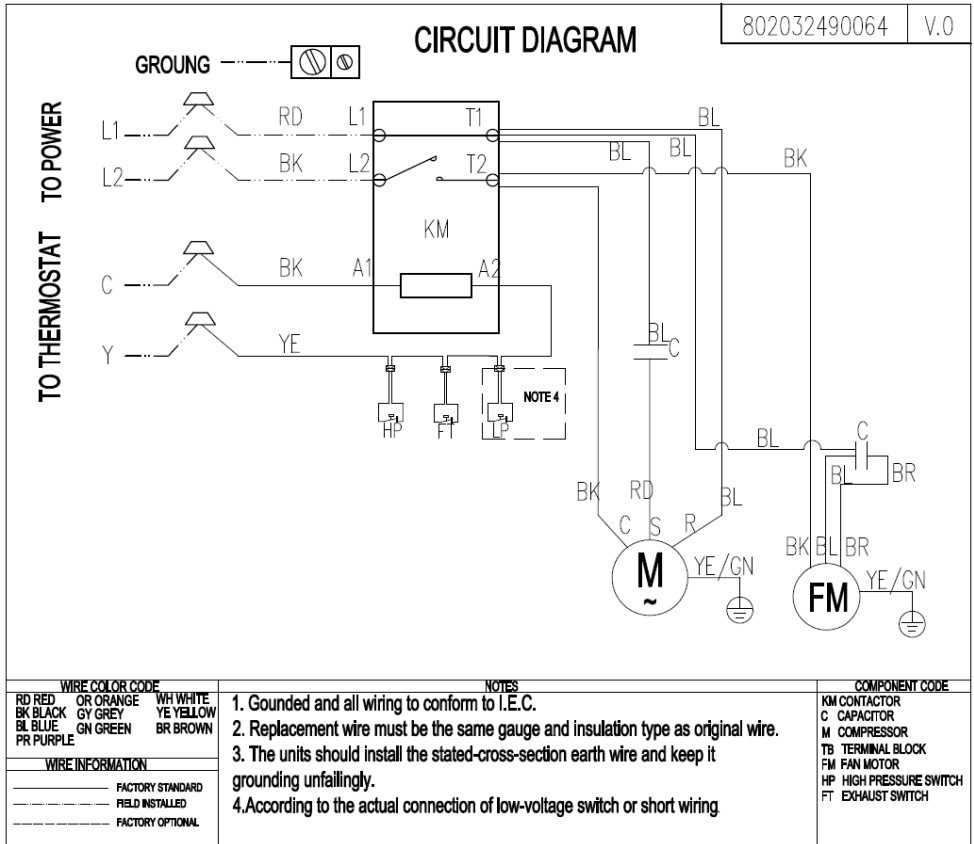 CIRCUIT DIAGRAM
802032490064 V.0
GROUNG
TO POWER
L1 RD L1 T1 BL
L2 BK L2 T2 BL BL BK
KM
TO THERMOSTAT
C BK A1 A2
Y YE
BL
C
HP FT LP NOTE 4
BL C
BL BR
BK RD BL
C S R
BK BL BR
M
~
YE/GN
FM
YE/GN
WIRE COLOR CODE
RD RED OR ORANGE WH WHITE
BK BLACK GY GREY YE YELLOW
BL BLUE GN GREEN BR BROWN
PR PURPLE
WIRE INFORMATION
FACTORY STANDARD
FIELD INSTALLED
FACTORY OPTIONAL
NOTES
1. Gounded and all wiring to conform to I.E.C.
2. Replacement wire must be the same gauge and insulation type as original wire.
3. The units should install the stated-cross-section earth wire and keep it
grounding unfailingly.
4.According to the actual connection of low-voltage switch or short wiring.
COMPONENT CODE
KM CONTACTOR
C CAPACITOR
M COMPRESSOR
TB TERMINAL BLOCK
FM FAN MOTOR
HP HIGH PRESSURE SWITCH
FT EXHAUST SWITCH